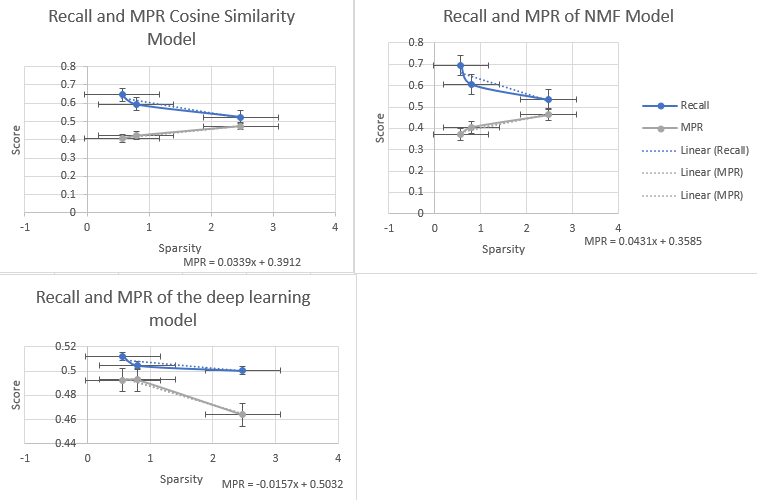 Recall and MPR Cosine Similarity
Model
0.8
0.7
0.6
0.5
0.4
0.3
0.2
0.1
0
-1 0 1 2 3 4
Score
Sparsity
MPR = 0.0339x + 0.3912
Recall and MPR of NMF Model
0.8
0.7
0.6
0.5
0.4
0.3
0.2
0.1
0
-1 0 1 2 3 4
Score
Sparsity
MPR = 0.0431x + 0.3585
Recall
MPR
Linear (Recall)
Linear (MPR)
Linear (MPR)
Recall and MPR of the deep learning
model
0.52
0.5
0.48
0.46
0.44
-1 0 1 2 3 4
Score
Sparsity
MPR = -0.0157x + 0.5032